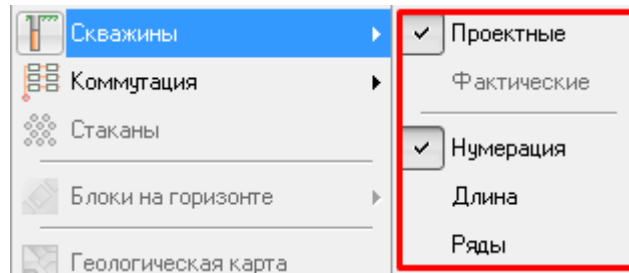 Скважины
Коммутация
Стаканы
Блоки на горизонте
Геологическая карта
Проектные
Фактические
Нумерация
Длина
Ряды